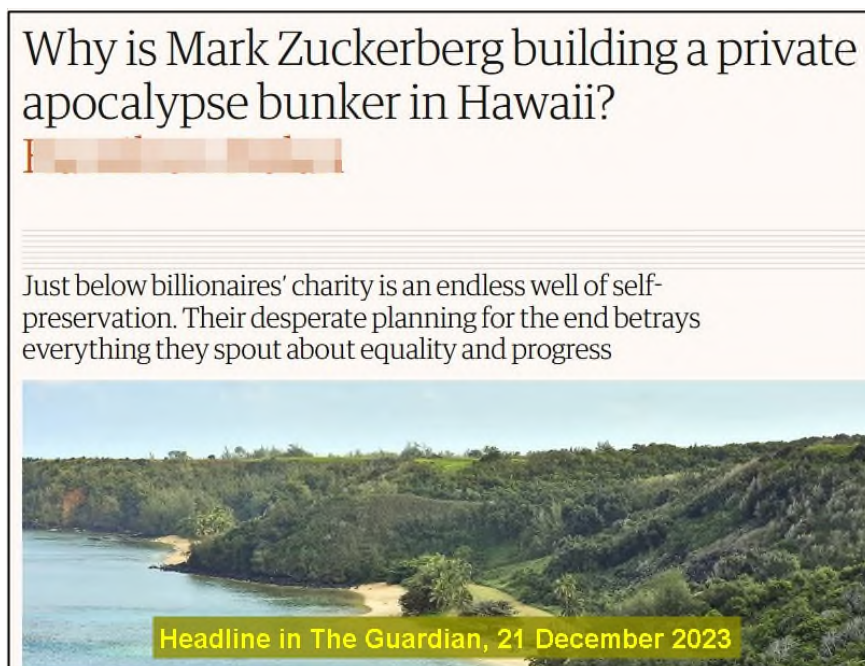 Why is Mark Zuckerberg building a private
apocalypse bunker in Hawaii?
Just below billionaires’ charity is an endless well of self-
preservation. Their desperate planning for the end betrays
everything they spout about equality and progress
Headline in The Guardian, 21 December 2023